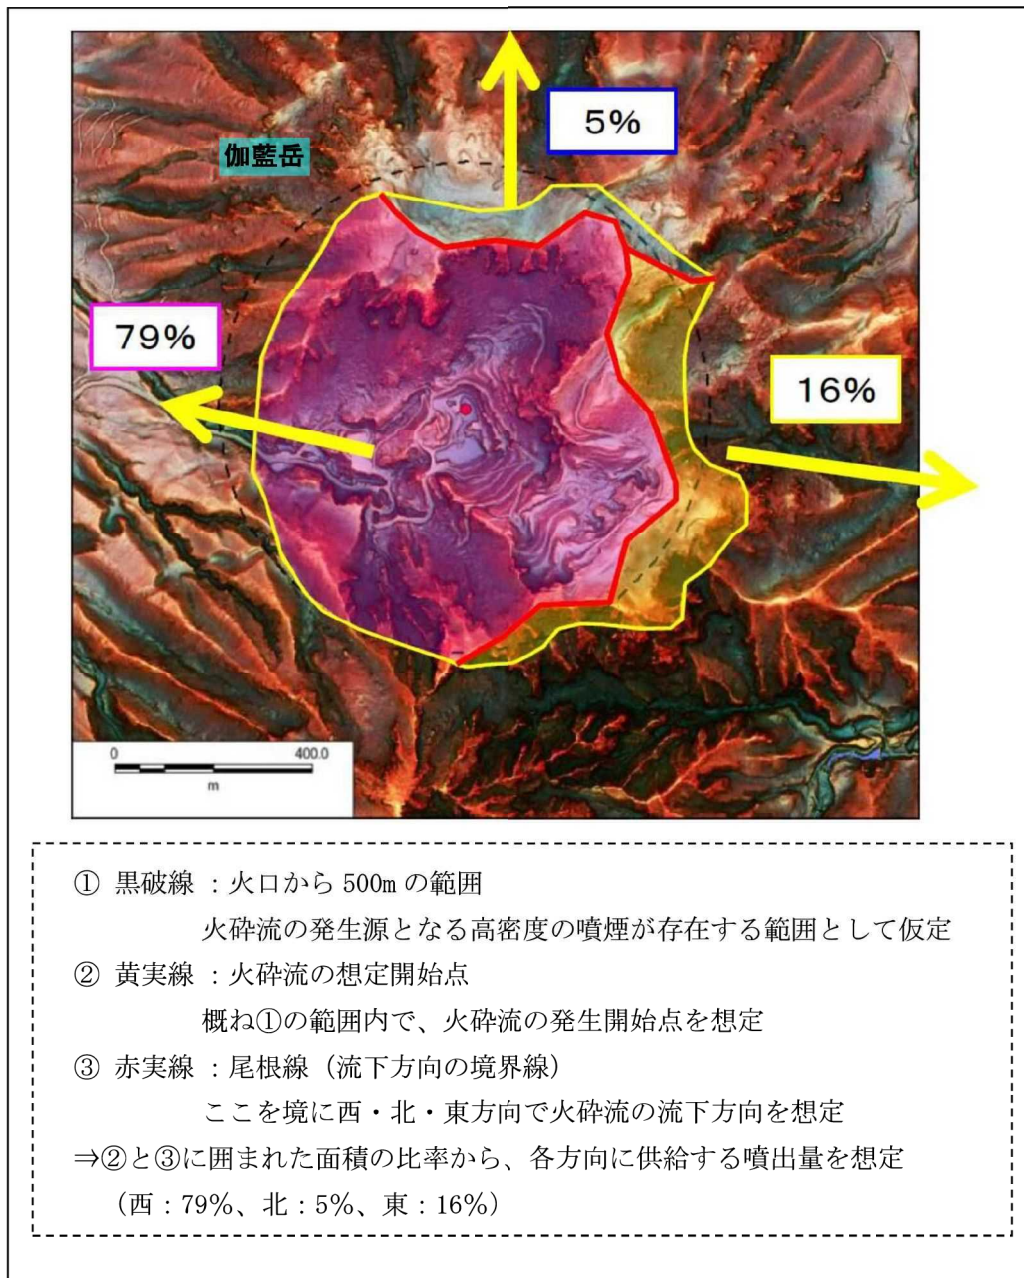 5%
伽藍岳
79%
16%
0 400.0
m
① 黒破線 ：火口から 500m の範囲
火砕流の発生源となる高密度の噴煙が存在する範囲として仮定
② 黄実線 ：火砕流の想定開始点
概ね①の範囲内で、火砕流の発生開始点を想定
③ 赤実線 ：尾根線（流下方向の境界線）
ここを境に西・北・東方向で火砕流の流下方向を想定
⇒②と③に囲まれた面積の比率から、各方向に供給する噴出量を想定
（西：79%、北：5%、東：16%）